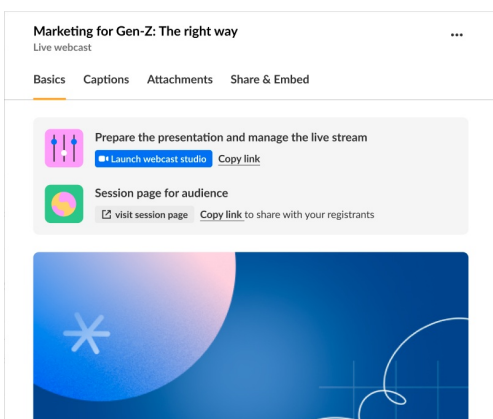 Marketing for Gen-Z: The right way
Live webcast
Basics Captions Attachments Share & Embed
Prepare the presentation and manage the live stream
Launch webcast studio Copy link
Session page for audience
visit session page Copy link to share with your registrants